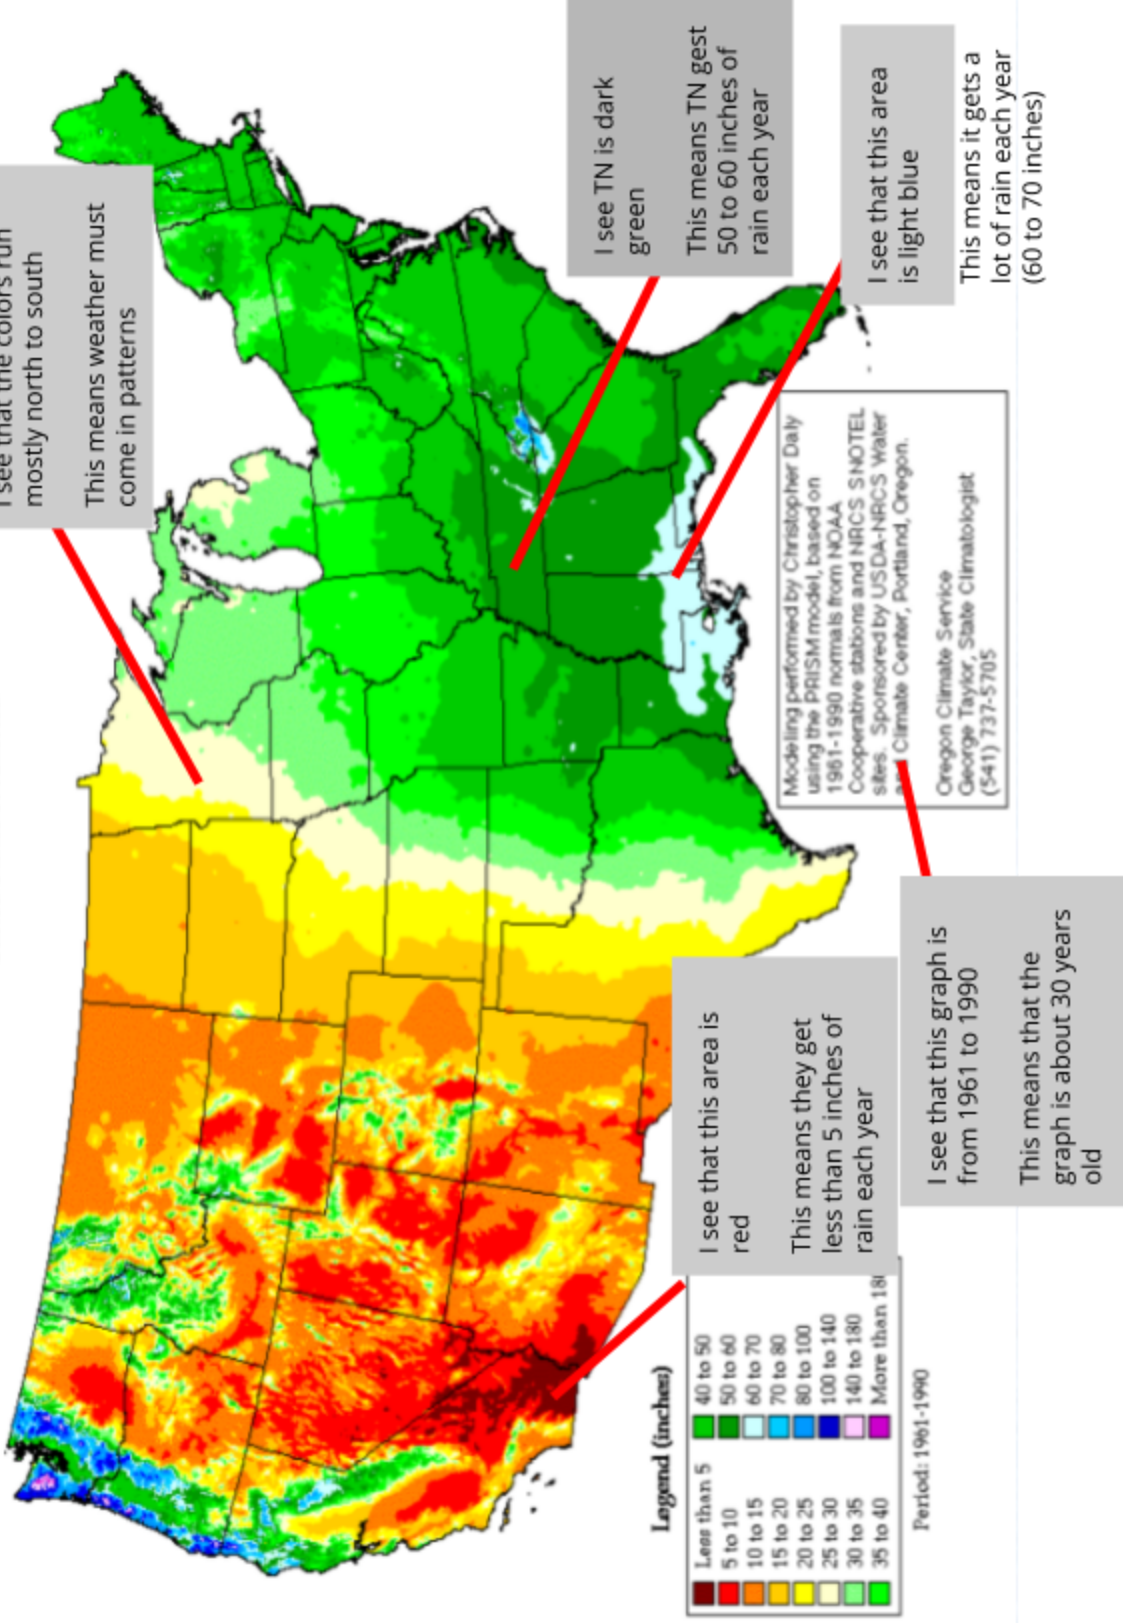 I see that the colors run
mostly north to south
This means weather must
come in patterns
I see TN is dark
green
This means TN gest
50 to 60 inches of
rain each year
I see that this area
is light blue
This means it gets a
lot of rain each year
(60 to 70 inches)
Modeling performed by Christopher Daly
using the PRISM model, based on
1961-1990 normals from NOAA
Cooperative stations and NRCS SNOTEL
sites. Sponsored by USDA-NRCS Water
and Climate Center, Portland, Oregon.
Oregon Climate Service
George Taylor, State Climatologist
(541) 737-5705
I see that this graph is
from 1961 to 1990
This means that the
graph is about 30 years
old
I see that this area is
red
This means they get
less than 5 inches of
rain each year
Legend (inches)
Less than 5
5 to 10
10 to 15
15 to 20
20 to 25
25 to 30
30 to 35
35 to 40
40 to 50
50 to 60
60 to 70
70 to 80
80 to 100
100 to 140
140 to 180
More than
Period: 1961-1990